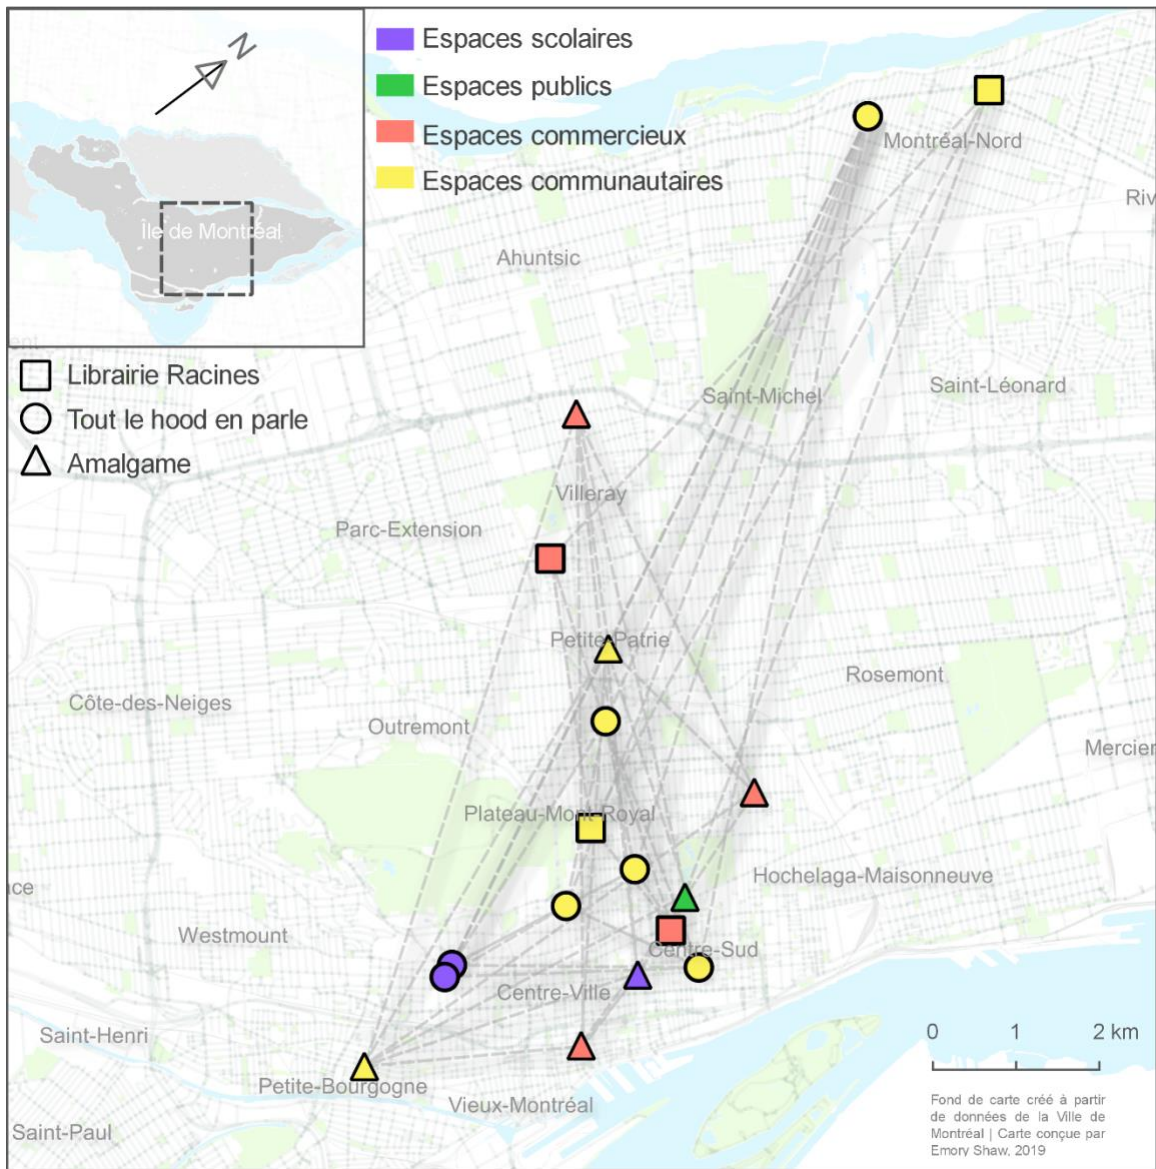 N
Île de Montréal
Espaces scolaires
Espaces publics
Espaces commercieux
Espaces communautaires
Librairie Racines
Tout le hood en parle
Amalgame
Montréal-Nord
Riv
Ahuntsic
Saint-Michel
Saint-Léonard
Villeray
Parc-Extension
Petite-Patrie
Rosemont
Côte-des-Neiges
Outremont
Mercier
Plateau-Mont-Royal
Hochelaga-Maisonneuve
ce
Westmount
Centre-Sud
Centre-Ville
Saint-Henri
Petite-Bourgogne
Vieux-Montréal
Saint-Paul
0 1 2 km
Fond de carte créé à partir
de données de la Ville de
Montréal | Carte conçue par
Emory Shaw, 2019